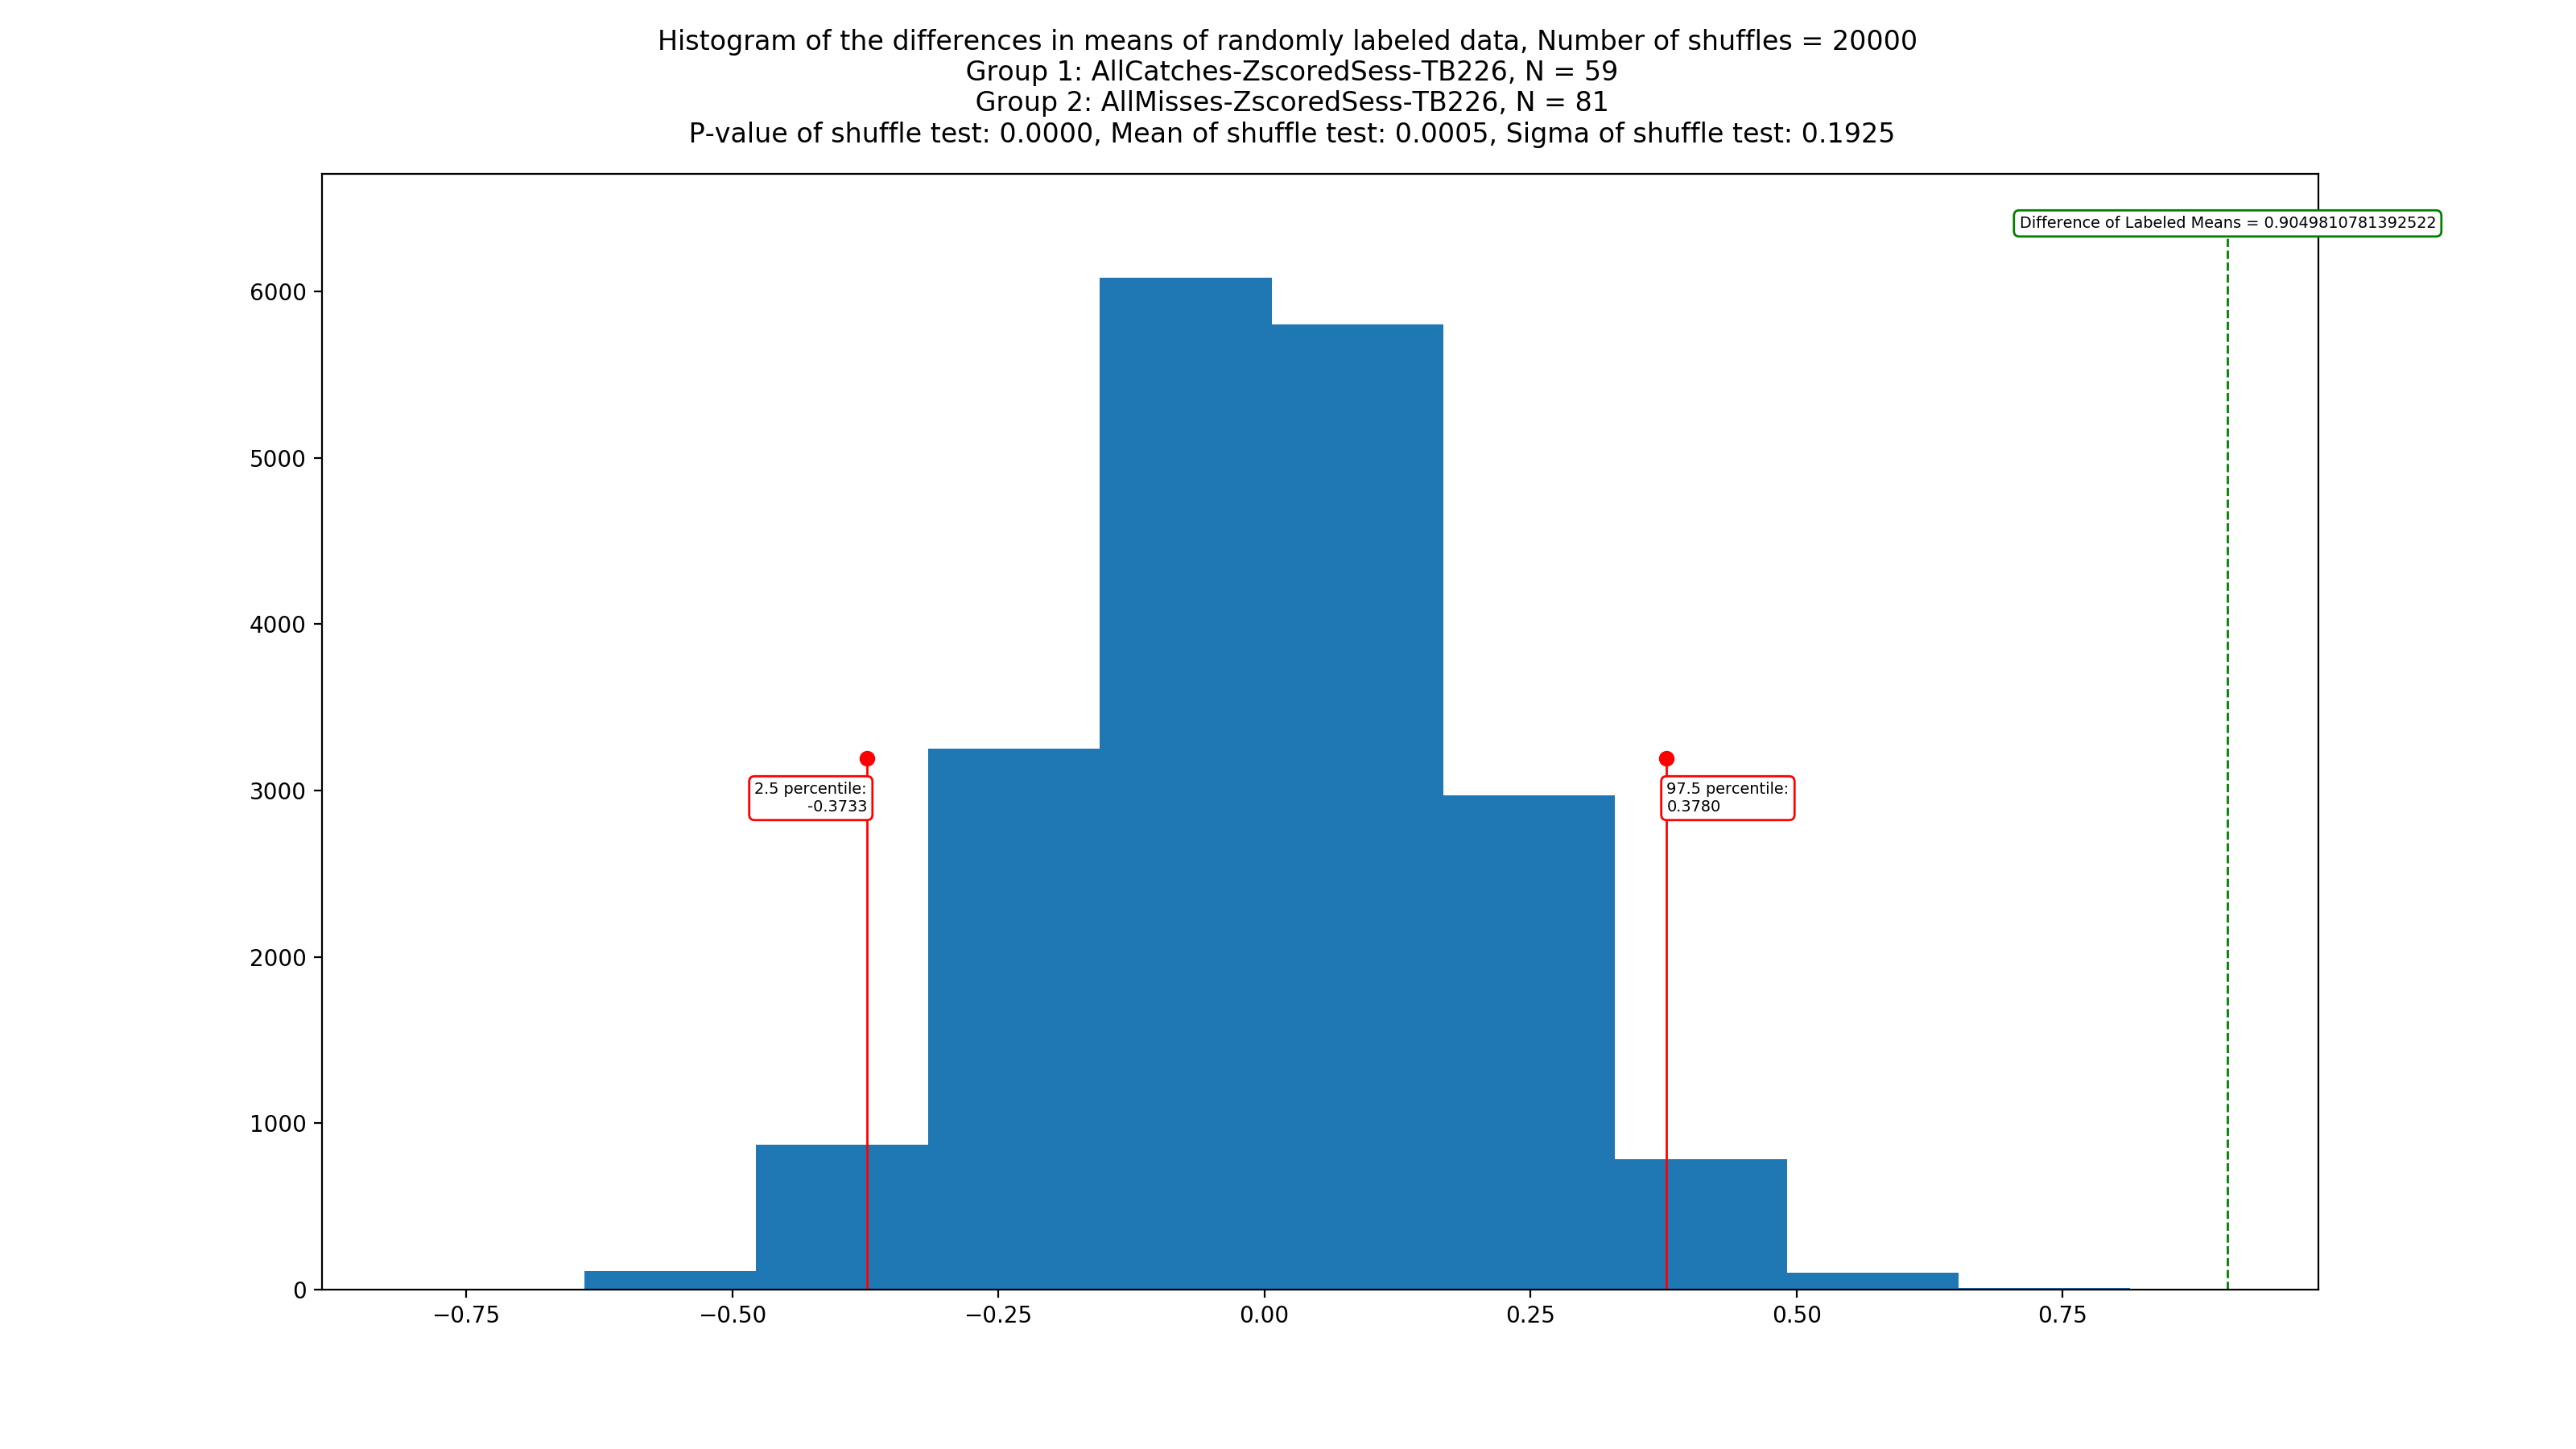 Histogram of the differences in means of randomly labeled data, Number of shuffles = 20000
Group 1: AllCatches-ZscoredSess-TB226, N = 59
Group 2: AllMisses-ZscoredSess-TB226, N = 81
P-value of shuffle test: 0.0000, Mean of shuffle test: 0.0005, Sigma of shuffle test: 0.1925
Difference of Labeled Means = 0.9049810781392522
6000
5000
4000
3000
2000
1000
0
2.5 percentile:
-0.3733
97.5 percentile:
0.3780
−0.75
−0.50
−0.25
0.00
0.25
0.50
0.75